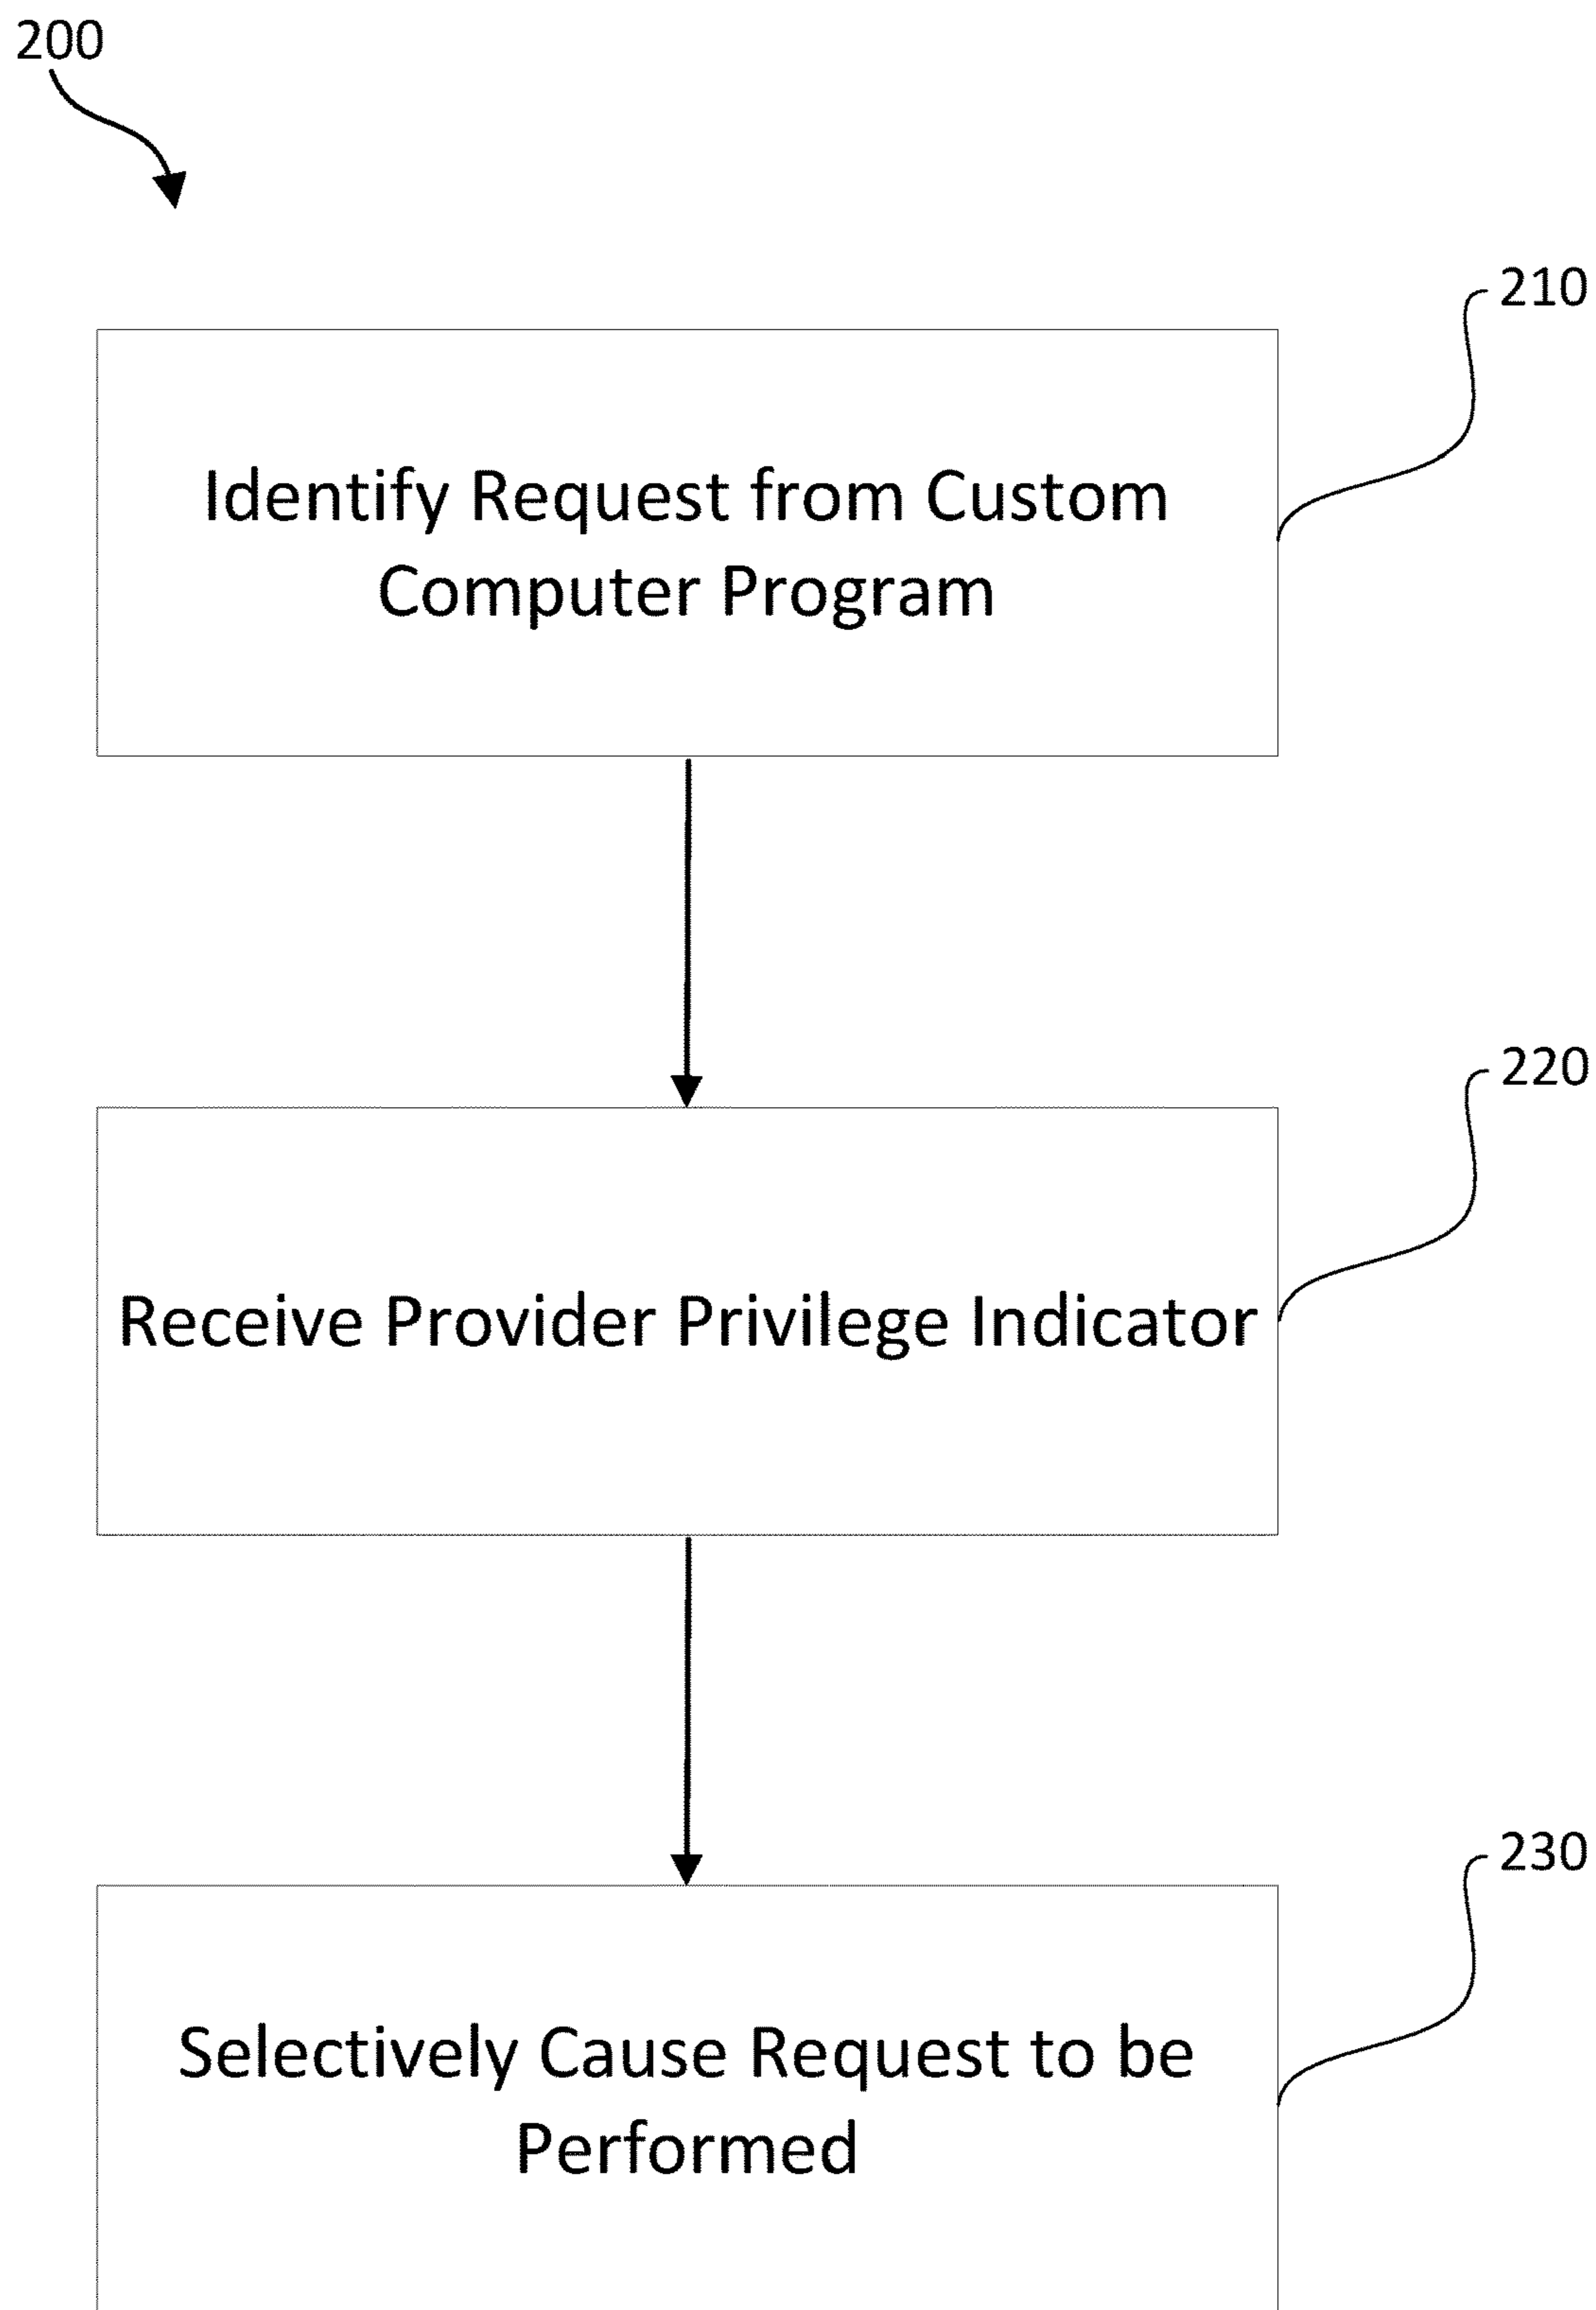 200
210
Identify Request from Custom
Computer Program
220
Receive Provider Privilege Indicator
230
Selectively Cause Request to be
Performed